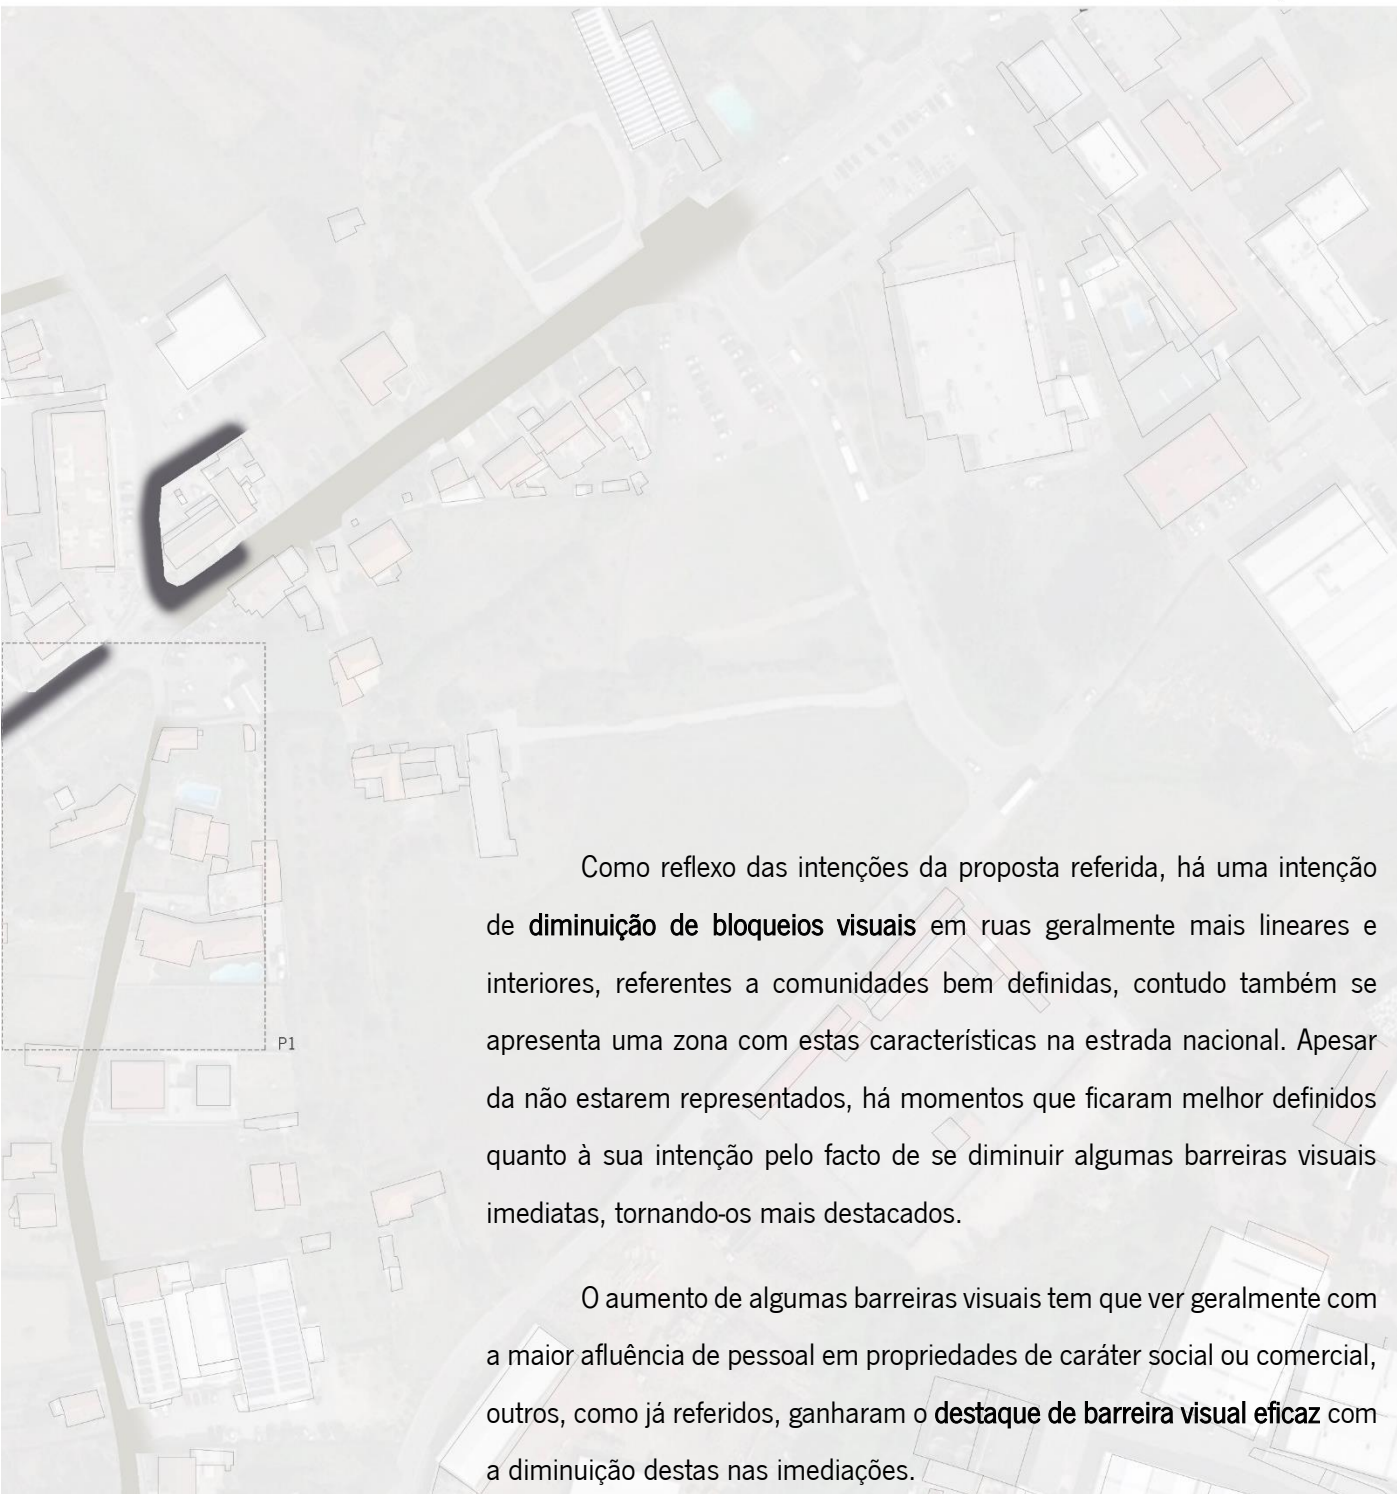 P1
Como reflexo das intenções da proposta referida, há uma intenção
de diminuição de bloqueios visuais em ruas geralmente mais lineares e
interiores, referentes a comunidades bem definidas, contudo também se
apresenta uma zona com estas características na estrada nacional. Apesar
da não estarem representados, há momentos que ficaram melhor definidos
quanto à sua intenção pelo facto de se diminuir algumas barreiras visuais
imediatas, tornando-os mais destacados.
O aumento de algumas barreiras visuais tem que ver geralmente com
a maior afluência de pessoal em propriedades de caráter social ou comercial,
outros, como já referidos, ganharam o destaque de barreira visual eficaz com
a diminuição destas nas imediações.